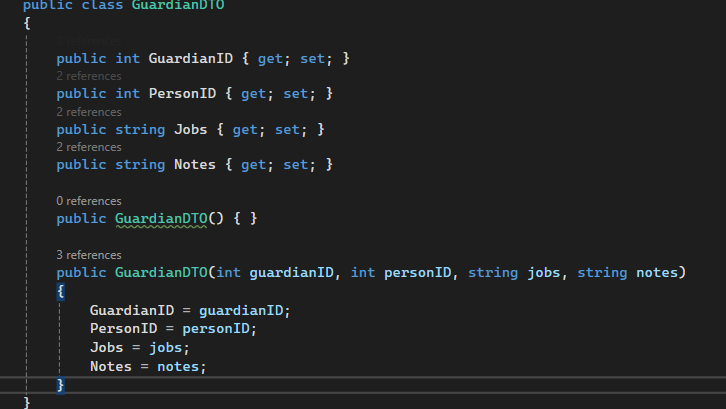 public class GuardianDTO
{
public int GuardianID { get; set; }
2 references
public int PersonID { get; set; }
2 references
public string Jobs { get; set; }
2 references
public string Notes { get; set; }
0 references
public GuardianDTO() { }
3 references
public GuardianDTO(int guardianID, int personID, string jobs, string notes)
{
GuardianID = guardianID;
PersonID = personID;
Jobs = jobs;
Notes = notes;
}
}